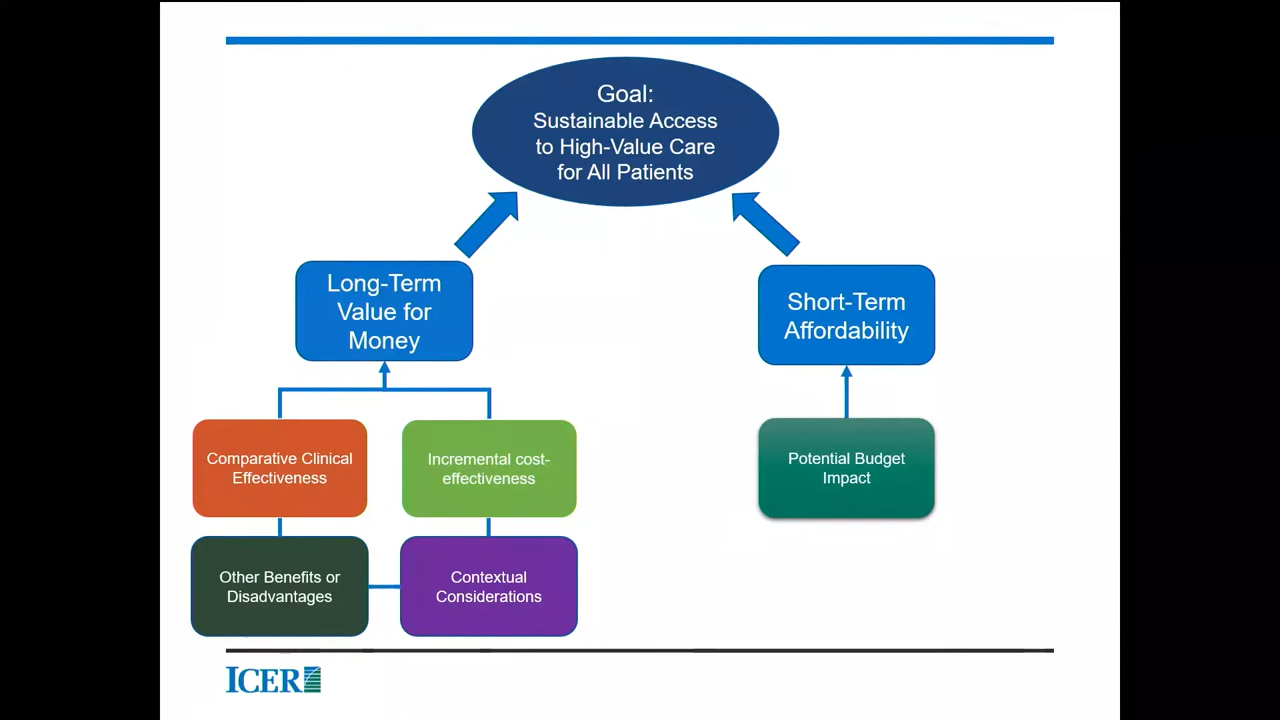 Goal:
Sustainable Access
to High-Value Care
for All Patients
Long-Term
Value for
Money
Short-Term
Affordability
Comparative Clinical
Effectiveness
Incremental cost-
effectiveness
Potential Budget
Impact
Other Benefits or
Disadvantages
Contextual
Considerations
ICER